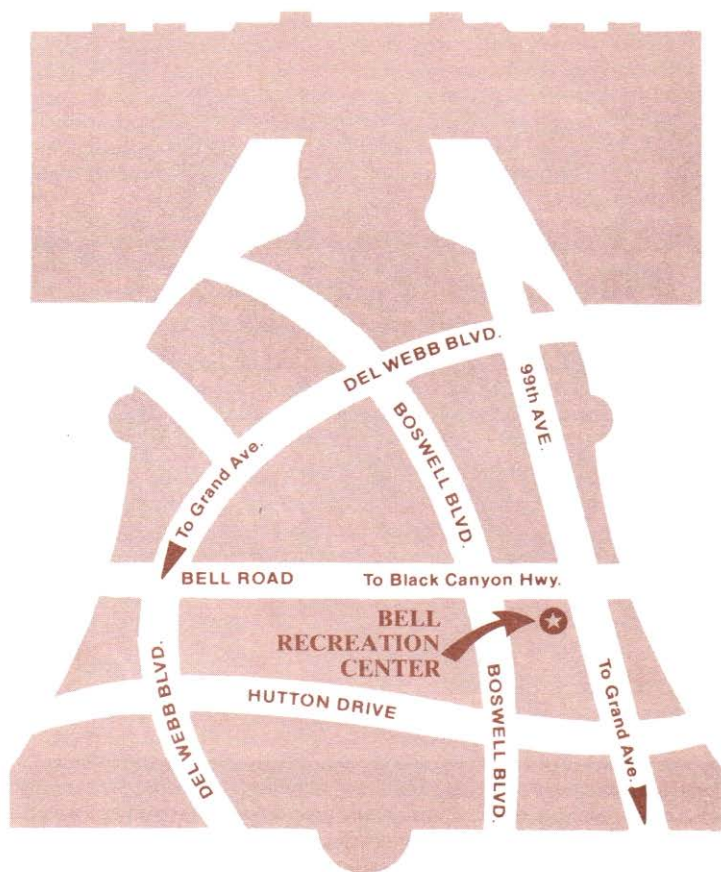 DEL WEBB BLVD.
99th AVE.
BOSWELL BLVD.
To Grand Ave.
BELL ROAD
To Black Canyon Hwy.
BELL
RECREATION
CENTER
DEL WEBB BLVD.
HUTTON DRIVE
BOSWELL BLVD.
To Grand Ave.